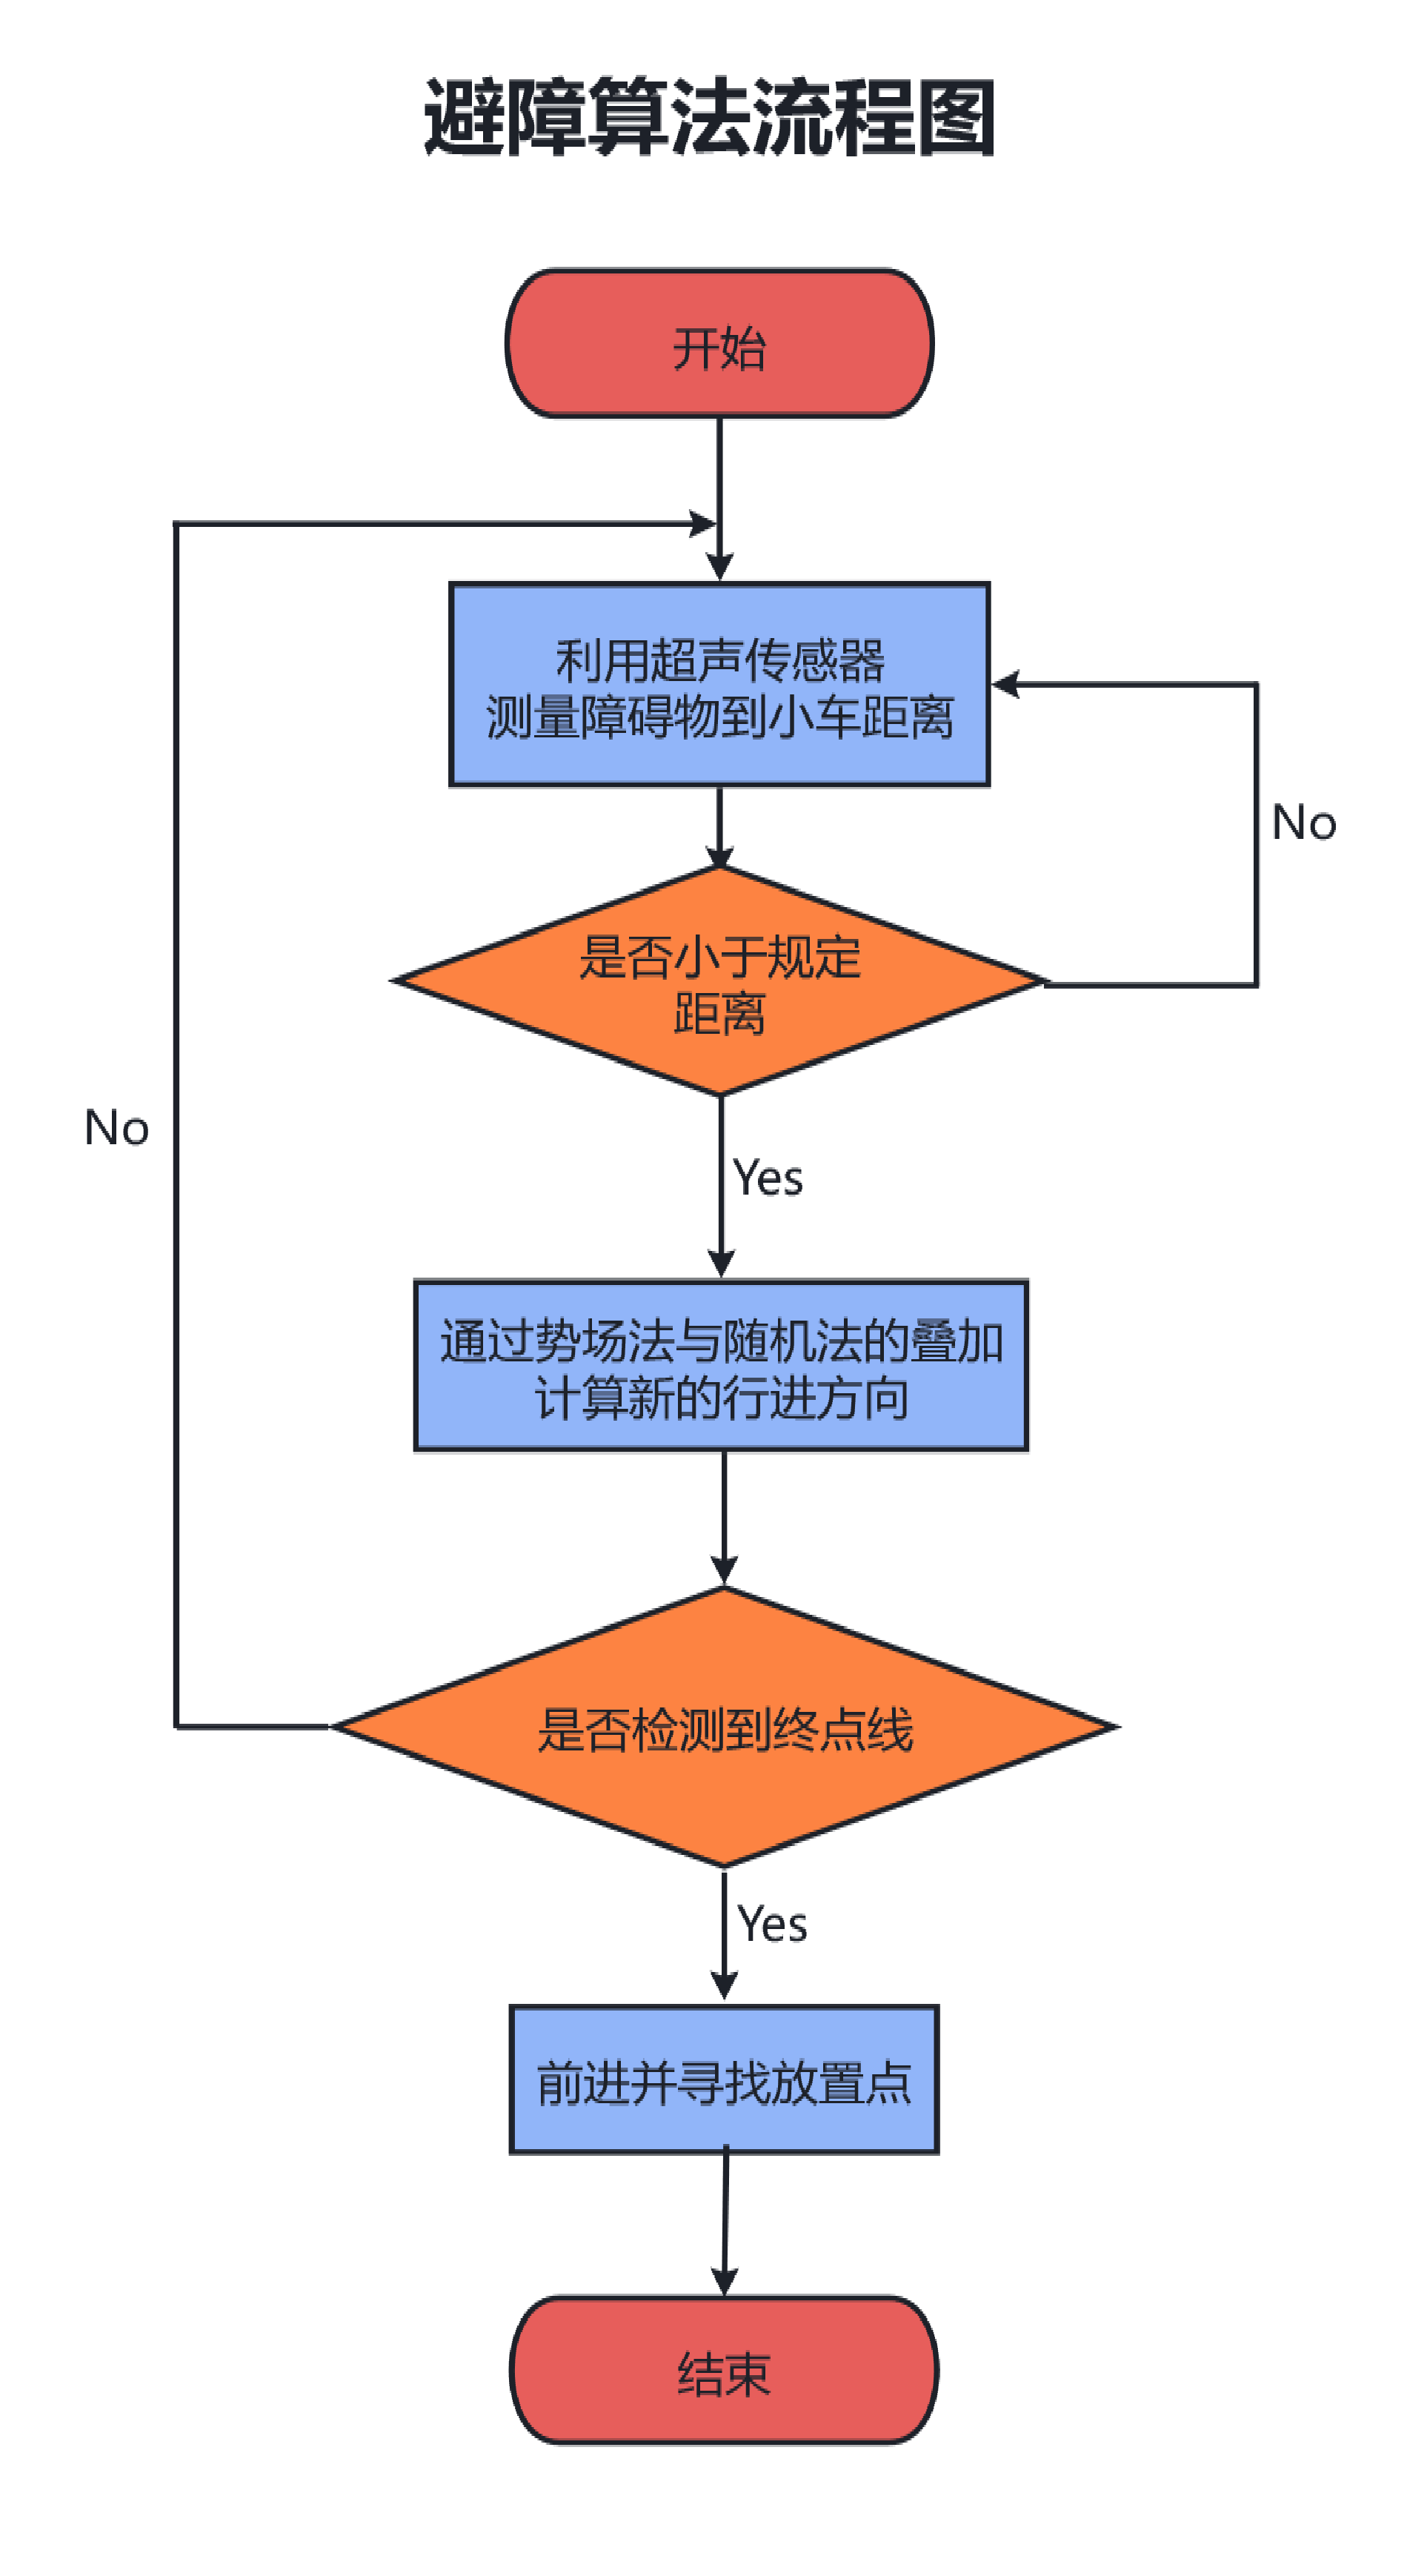 避障算法流程图
开始
利用超声传感器
测量障碍物到小车距离
No
是否小于规定
距离
No
Yes
通过势场法与随机法的叠加
计算新的行进方向
是否检测到终点线
Yes
前进并寻找放置点
结束